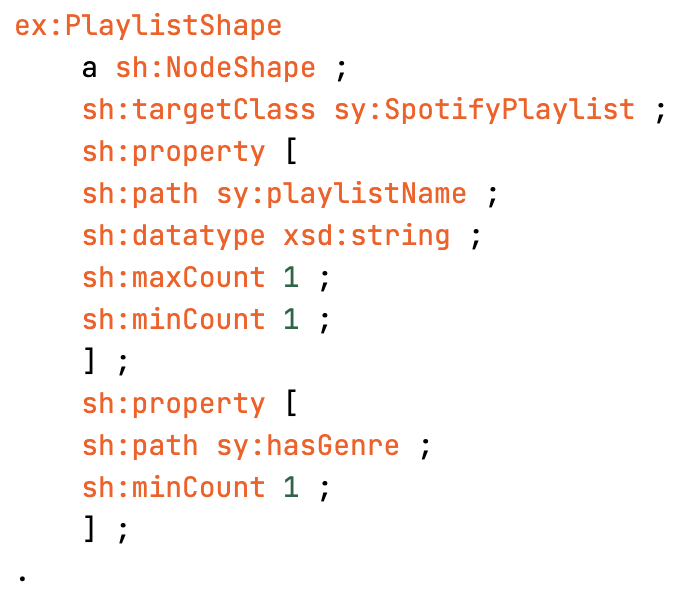 ex:PlaylistShape
a sh:NodeShape ;
sh:targetClass sy:SpotifyPlaylist ;
sh:property [
sh:path sy:playlistName ;
sh:datatype xsd:string ;
sh:maxCount 1 ;
sh:minCount 1 ;
] ;
sh:property [
sh:path sy:hasGenre ;
sh:minCount 1 ;
] ;
.